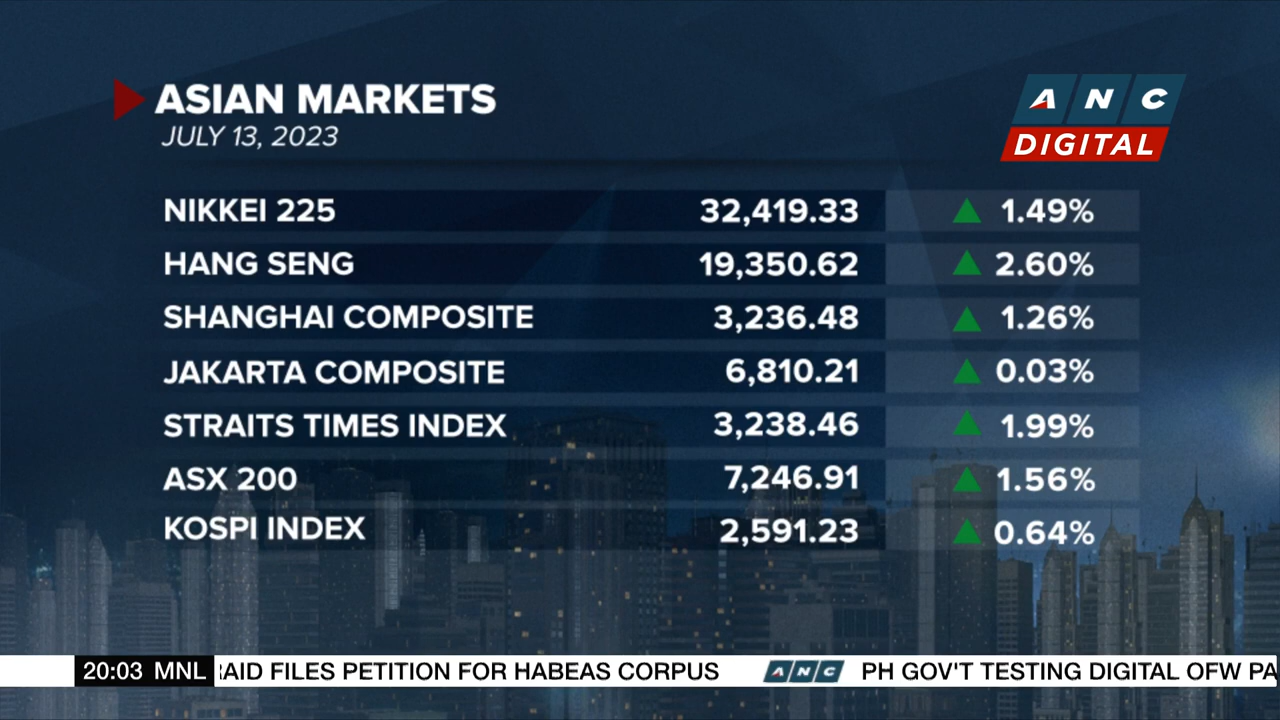 ASIAN MARKETS
JULY 13, 2023
ANC
DIGITAL
NIKKEI 225 32,419.33 ▲ 1.49%
HANG SENG 19,350.62 ▲ 2.60%
SHANGHAI COMPOSITE 3,236.48 ▲ 1.26%
JAKARTA COMPOSITE 6,810.21 ▲ 0.03%
STRAITS TIMES INDEX 3,238.46 ▲ 1.99%
ASX 200 7,246.91 ▲ 1.56%
KOSPI INDEX 2,591.23 ▲ 0.64%
20:03 MNL AID FILES PETITION FOR HABEAS CORPUS ANC PH GOV'T TESTING DIGITAL OFW PA